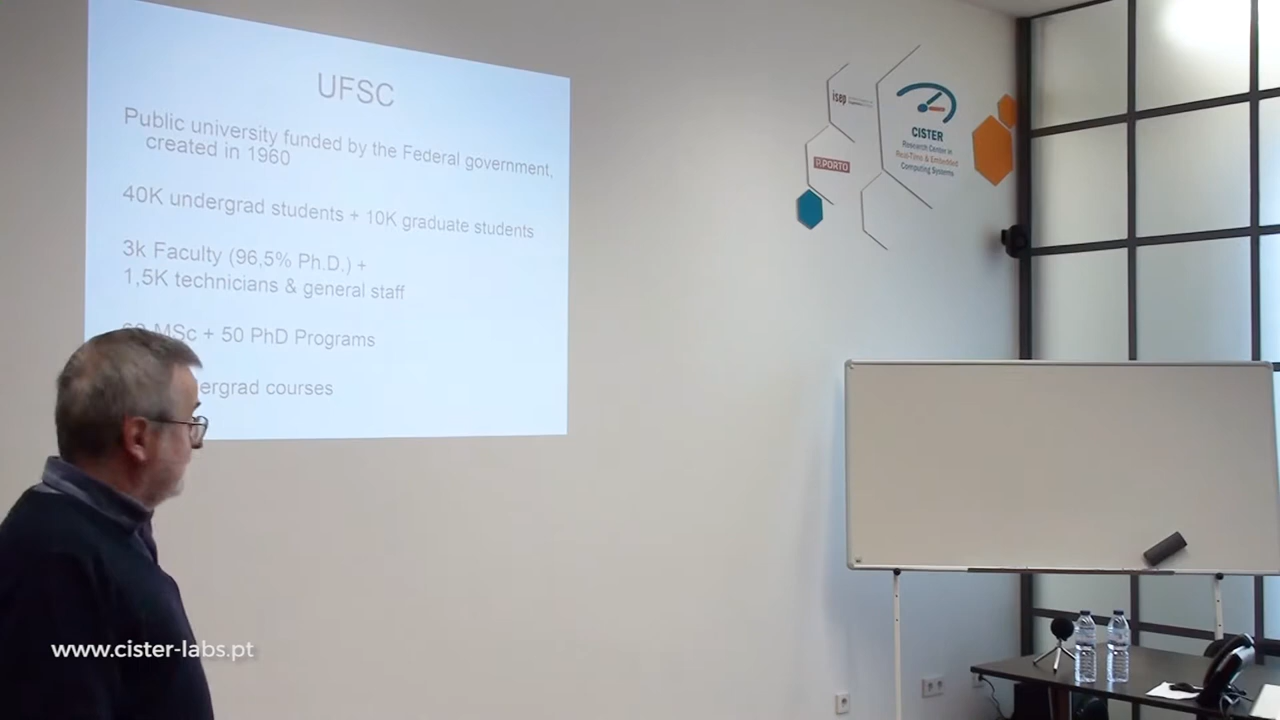 UFSC
Public university funded by the Federal government,
created in 1960
40K undergrad students + 10K graduate students
3k Faculty (96,5% Ph.D.) +
1,5K technicians & general staff
MSc + 50 PhD Programs
ergrad courses
isep
P.PORTO
CISTER
Research Center in
Real-Time & Embedded
Computing Systems
www.cister-labs.pt